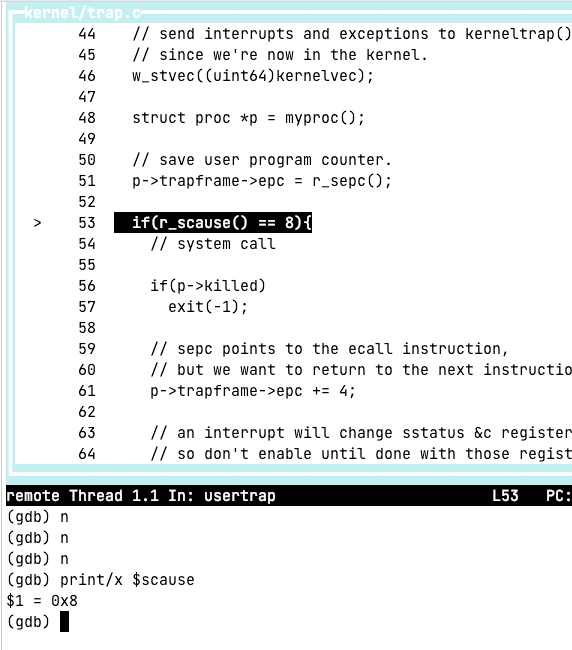 kernel/trap.c
44 // send interrupts and exceptions to kerneltrap()
45 // since we're now in the kernel.
46 w_stvec((uint64)kernelvec);
47
48 struct proc *p = myproc();
49
50 // save user program counter.
51 p->trapframe->epc = r_sepc();
52
> 53 if(r_scause() == 8){
54 // system call
55
56 if(p->killed)
57 exit(-1);
58
59 // sepc points to the ecall instruction,
60 // but we want to return to the next instructio
61 p->trapframe->epc += 4;
62
63 // an interrupt will change sstatus &c register
64 // so don't enable until done with those regist
remote Thread 1.1 In: usertrap L53 PC:
(gdb) n
(gdb) n
(gdb) n
(gdb) print/x $scause
$1 = 0x8
(gdb)